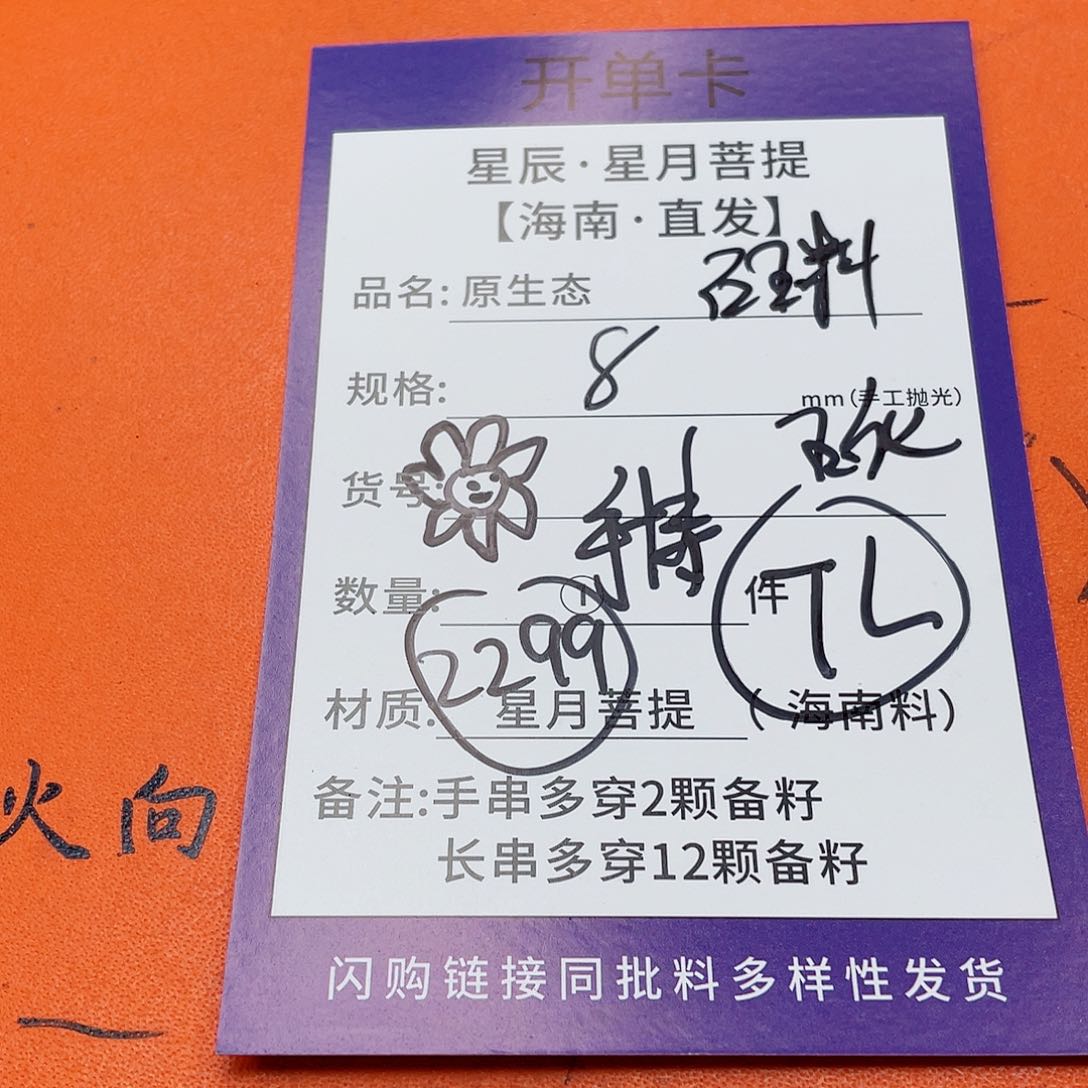 开单卡
星辰·星月菩提
【海南·直发】
品名: 原生态 料
规格: 8 mm(手工抛光)
货号:
数量: 1 件 TL
2299
材质: 星月菩提 (海南料)
备注:手串多穿2颗备籽
长串多穿12颗备籽
闪购链接同批料多样性发货
向